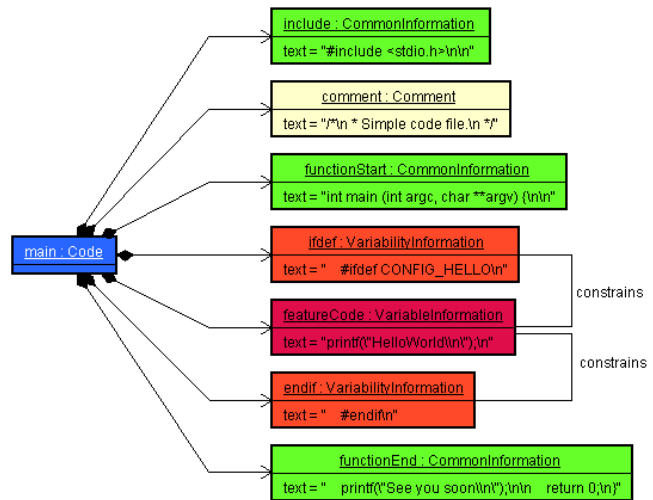 include : CommonInformation
text = "#include <stdio.h>\n\n"
comment : Comment
text = "/*\n * Simple code file.\n */"
functionStart : CommonInformation
text = "int main (int argc, char **argv) {\n\n"
main : Code
ifdef : VariabilityInformation
text = "    #ifdef CONFIG_HELLO\n"
constrains
featureCode : VariableInformation
text = "printf(\"HelloWorld\\n\");\n"
constrains
endif : VariabilityInformation
text = "    #endif\n"
functionEnd : CommonInformation
text = "    printf(\"See you soon\\n\");\n\n    return 0;\n}"